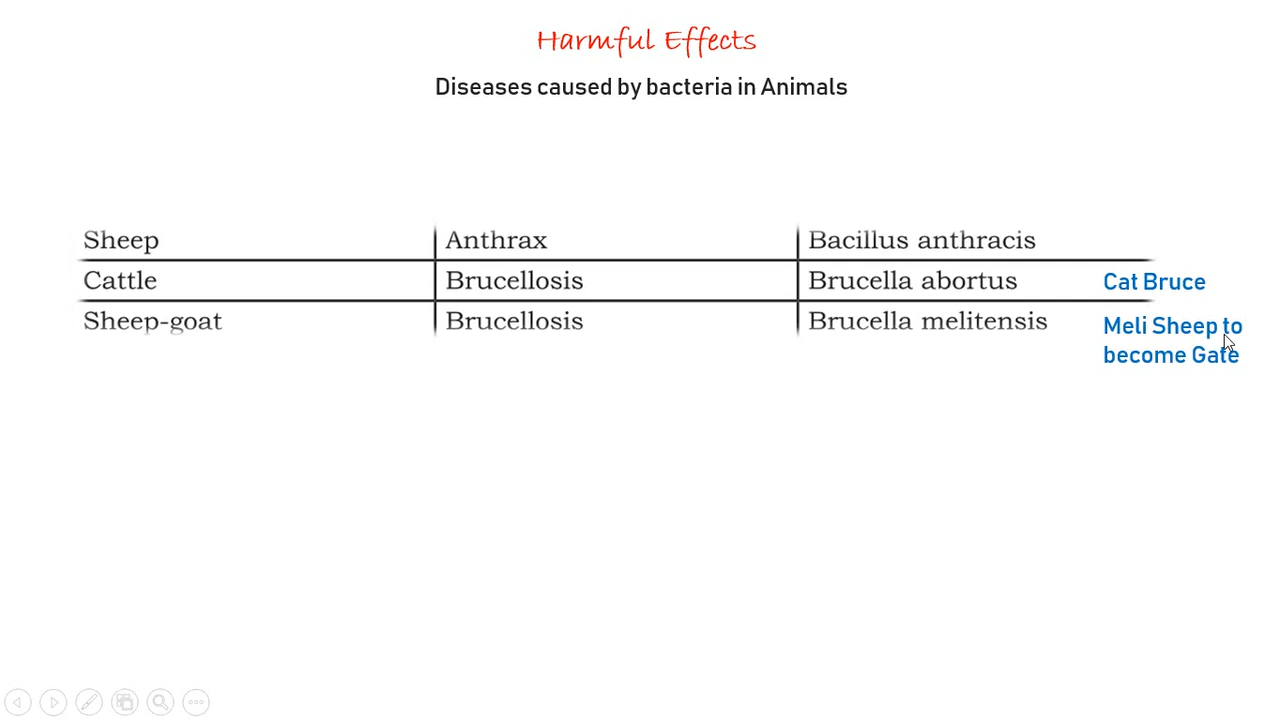 Harmful Effects
Diseases caused by bacteria in Animals
Sheep Anthrax Bacillus anthracis
Cattle Brucellosis Brucella abortus Cat Bruce
Sheep-goat Brucellosis Brucella melitensis Meli Sheep to
become Gate